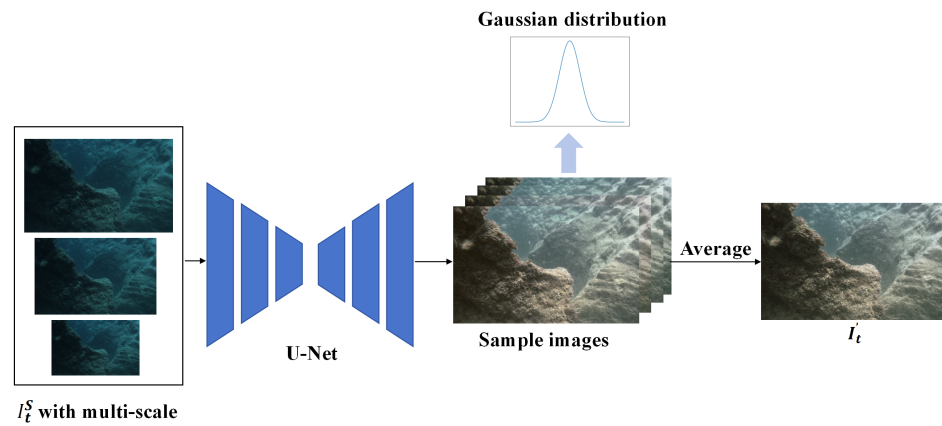 Gaussian distribution
Average
U-Net
Sample images
I′t
I^S_t with multi-scale